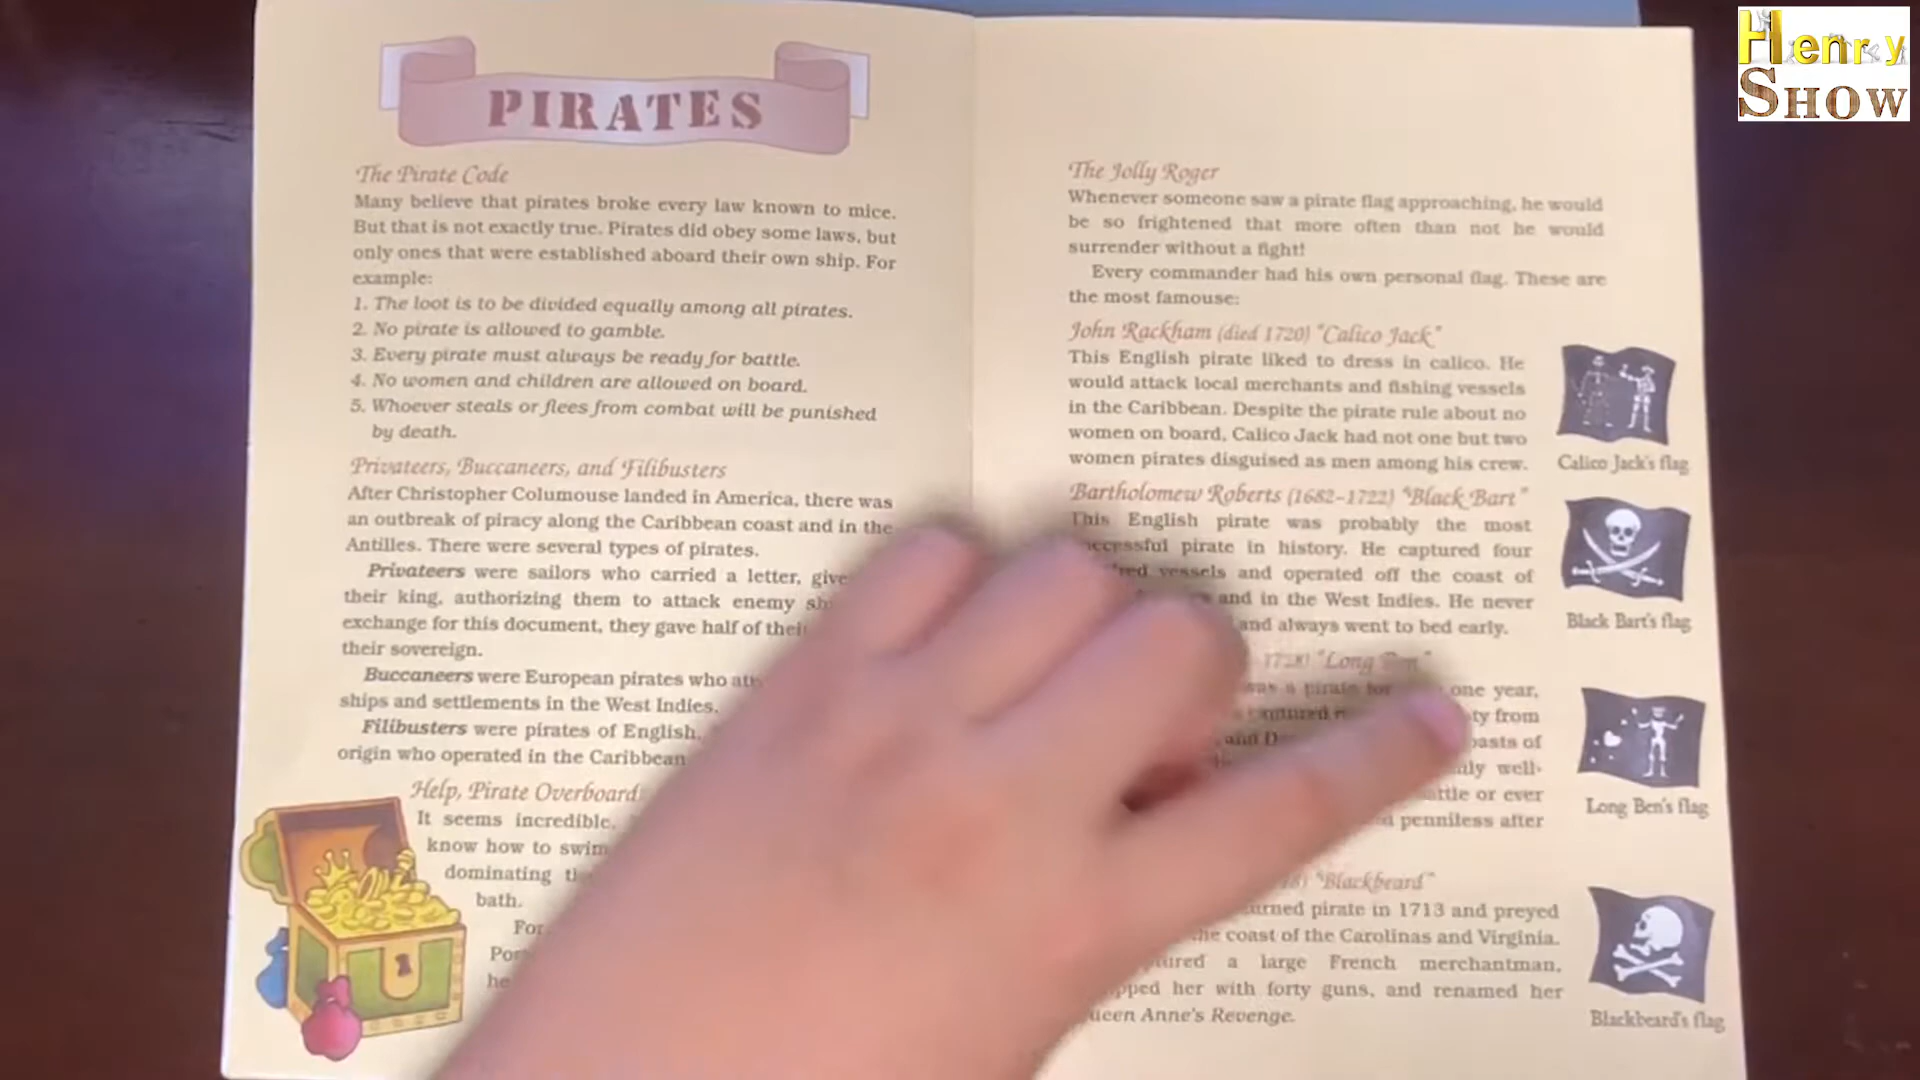 PIRATES
The Pirate Code
Many believe that pirates broke every law known to mice.
But that is not exactly true. Pirates did obey some laws, but
only ones that were established aboard their own ship. For
example:
1. The loot is to be divided equally among all pirates.
2. No pirate is allowed to gamble.
3. Every pirate must always be ready for battle.
4. No women and children are allowed on board.
5. Whoever steals or flees from combat will be punished
by death.
Privateers, Buccaneers, and Filibusters
After Christopher Columouse landed in America, there was
an outbreak of piracy along the Caribbean coast and in the
Antilles. There were several types of pirates.
Privateers were sailors who carried a letter,
their king, authorizing them to attack enemy
exchange for this document, they gave half of
their sovereign.
Buccaneers were European pirates who
ships and settlements in the West Indies.
Filibusters were pirates of English,
origin who operated in the Caribbean
Help, Pirate Overboard
It seems incredible,
know how to swim
dominating
bath.
For
he
The Jolly Roger
Whenever someone saw a pirate flag approaching, he would
be so frightened that more often than not he would
surrender without a fight!
Every commander had his own personal flag. These are
the most famouse:
John Rackham (died 1720) "Calico Jack"
This English pirate liked to dress in calico. He
would attack local merchants and fishing vessels
in the Caribbean. Despite the pirate rule about no
women on board, Calico Jack had not one but two
women pirates disguised as men among his crew.
Calico Jack's flag
Bartholomew Roberts (1682–1722) "Black Bart"
This English pirate was probably the most
pirate in history. He captured four
vessels and operated off the coast of
and in the West Indies. He never
and always went to bed early.
Black Bart's flag
"Long Ben"
was a pirate for one year,
captured from
and
well-
or ever
penniless after
Long Ben's flag
"Blackbeard"
pirate in 1713 and preyed
the coast of the Carolinas and Virginia.
a large French merchantman,
her with forty guns, and renamed her
Anne's Revenge.
Blackbeard's flag
Henry
SHOW